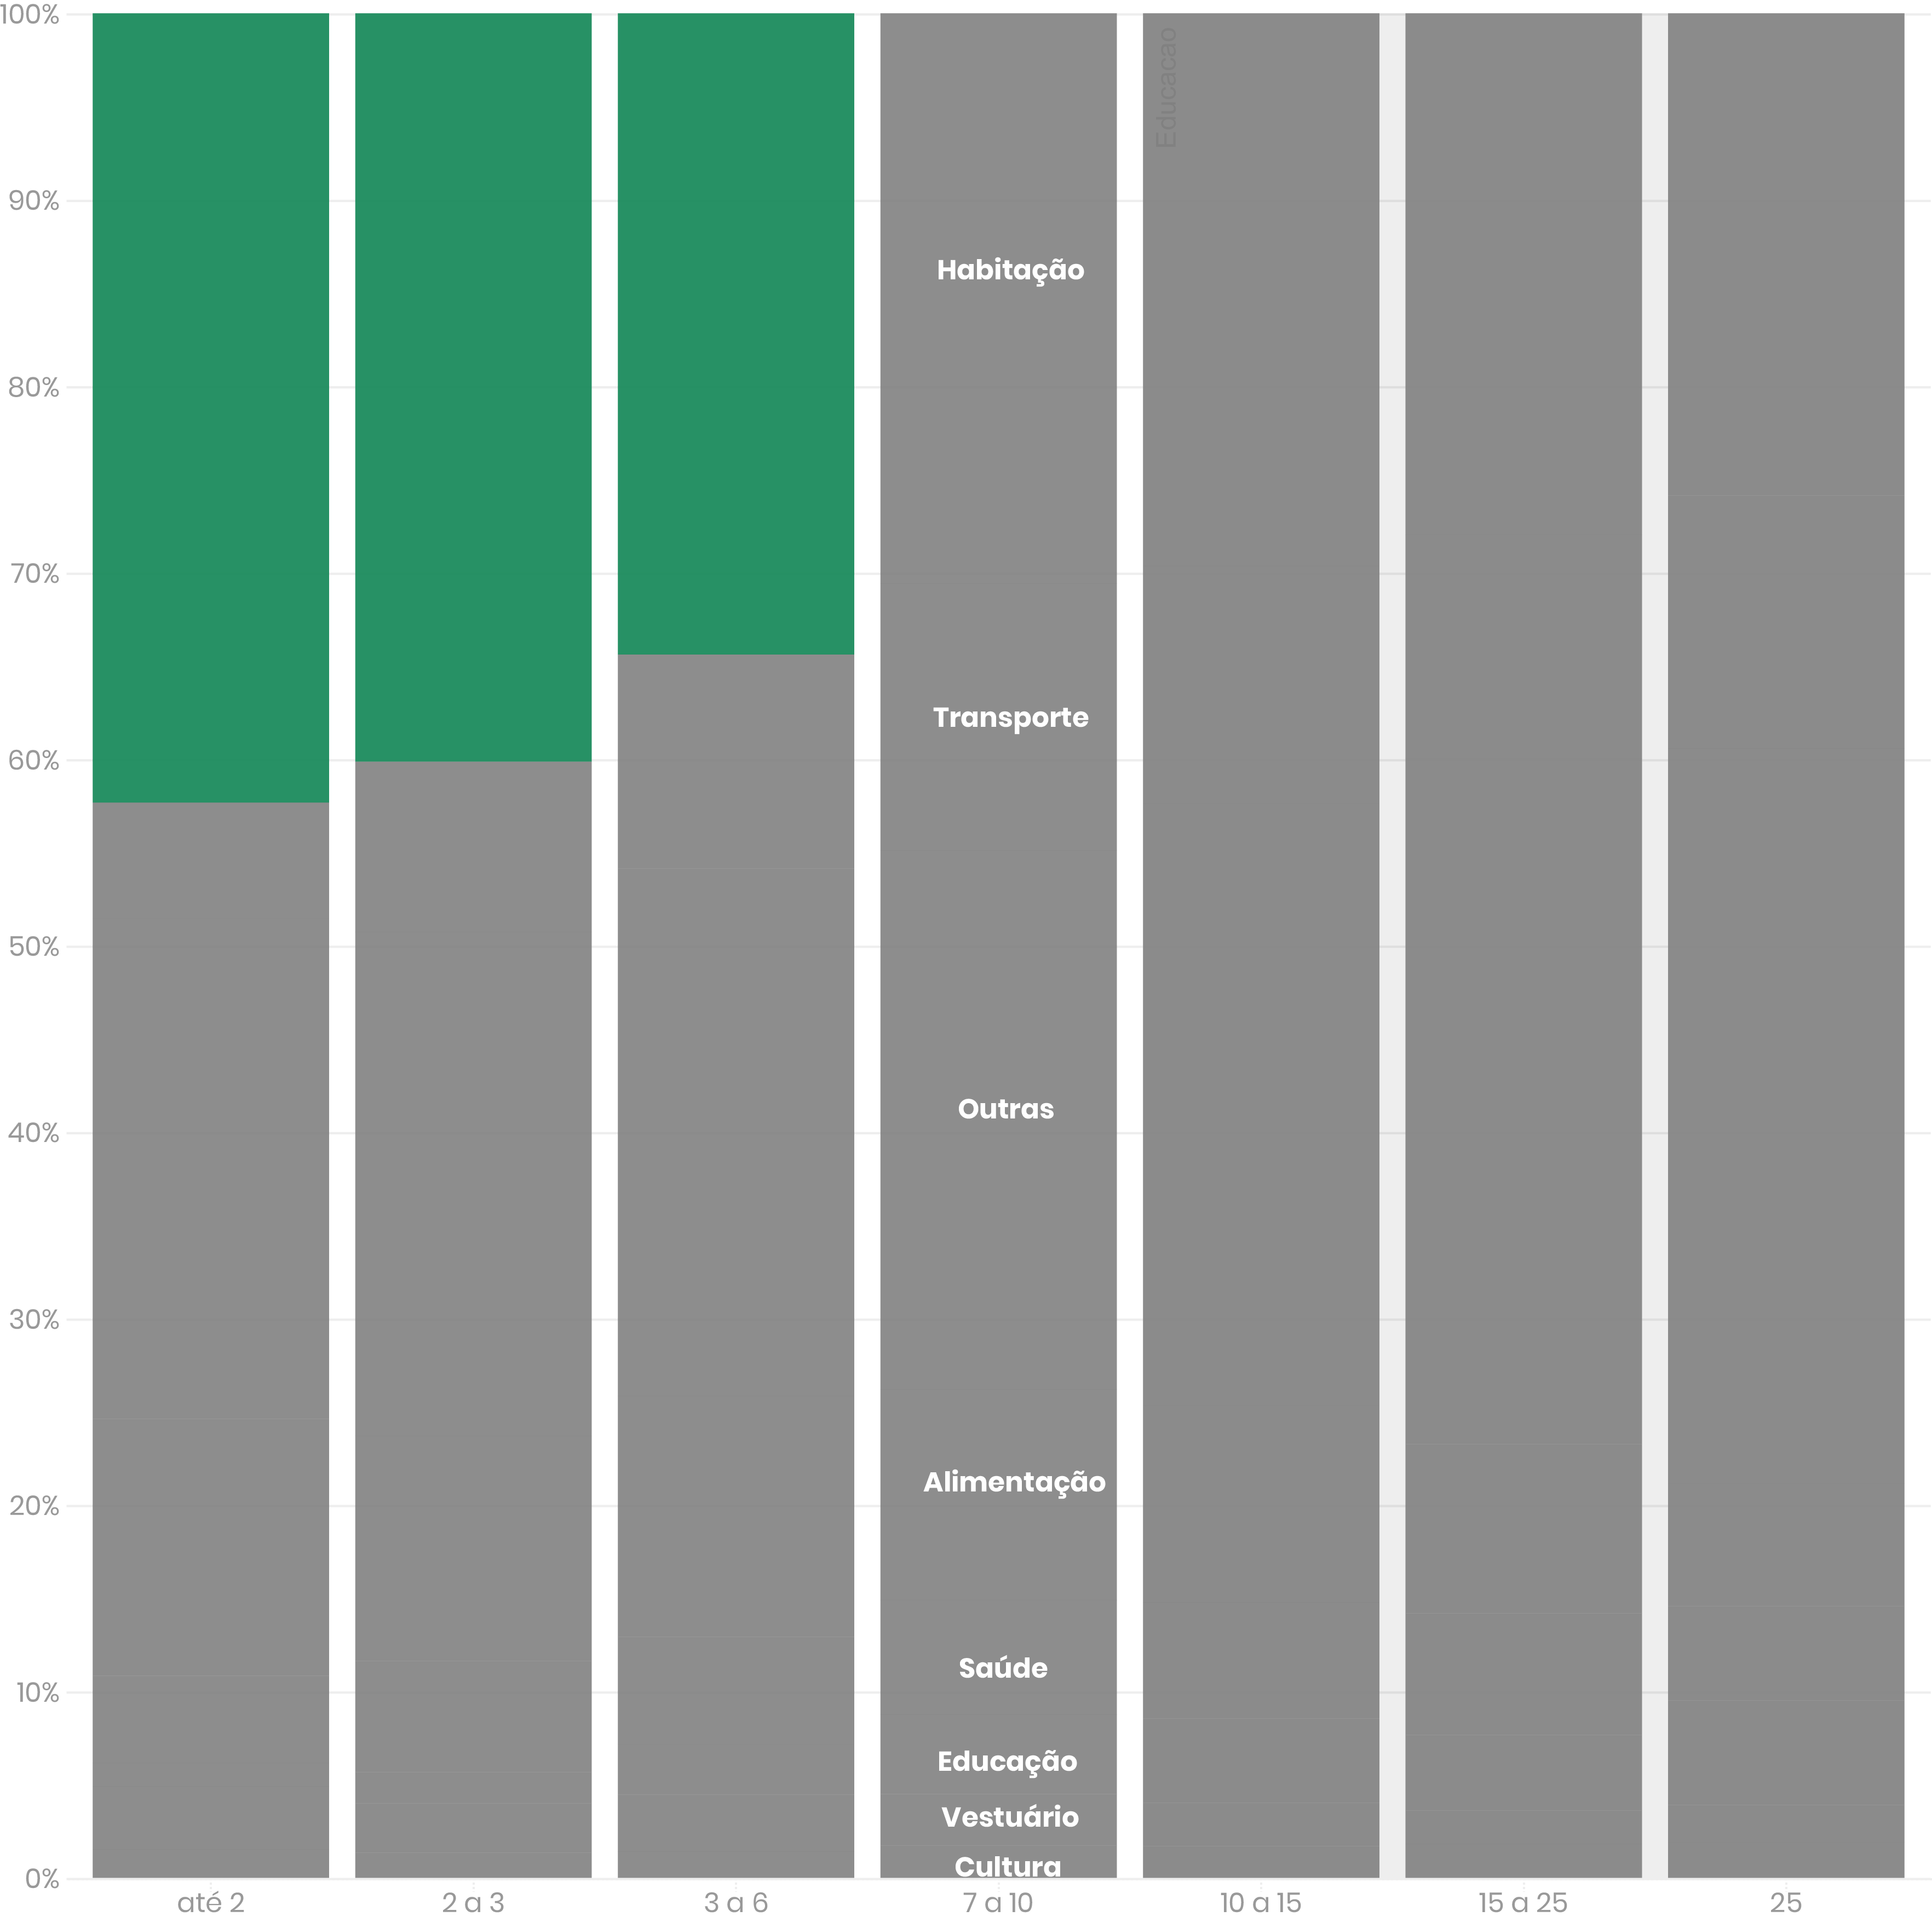 100%
Educacao
90%
Habitação
80%
70%
Transporte
60%
50%
Outras
40%
30%
Alimentação
20%
Saúde
10%
Educação
Vestuário
Cultura
0%
até 2
2 a 3
3 a 6
7 a 10
10 a 15
15 a 25
25